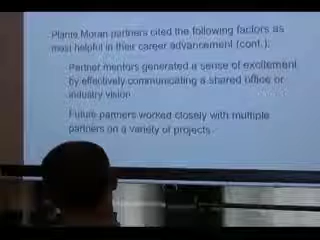 Plante Moran partners cited the following factors as
most helpful in their career advancement (cont.):
Partner mentors generated a sense of excitement
by effectively communicating a shared office or
industry vision
Future partners worked closely with multiple
partners on a variety of projects